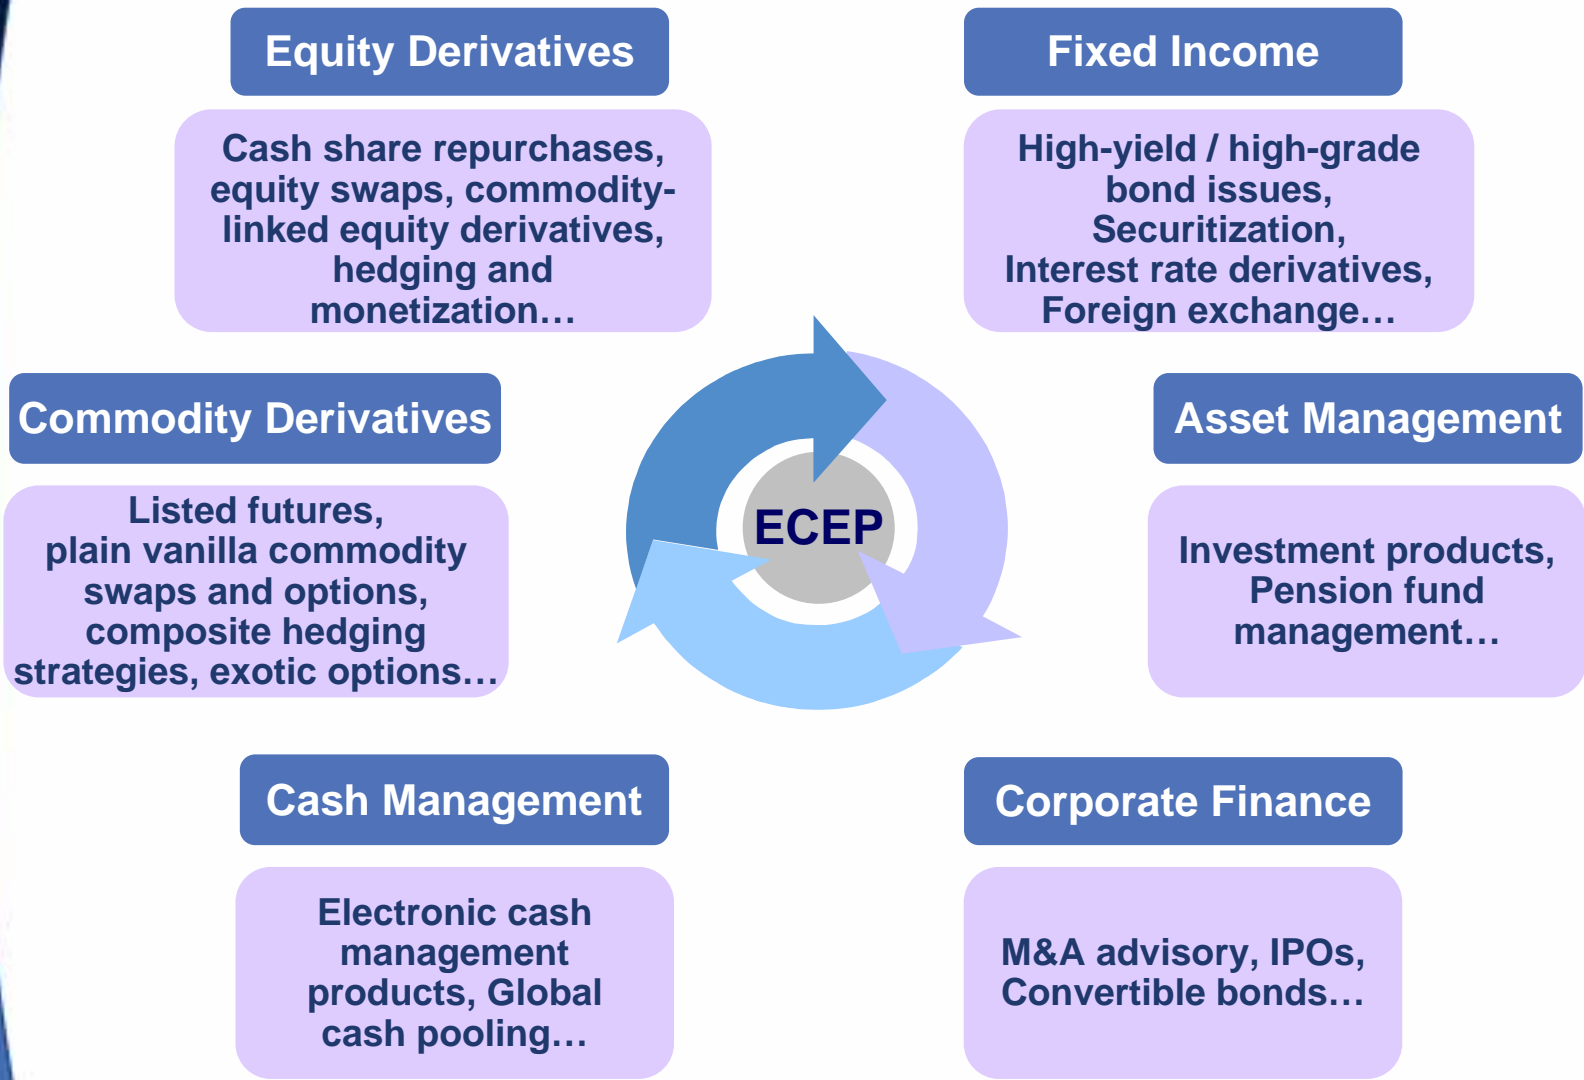 Equity Derivatives
Cash share repurchases,
equity swaps, commodity-
linked equity derivatives,
hedging and
monetization…
Fixed Income
High-yield / high-grade
bond issues,
Securitization,
Interest rate derivatives,
Foreign exchange…
Commodity Derivatives
Listed futures,
plain vanilla commodity
swaps and options,
composite hedging
strategies, exotic options…
ECEP
Asset Management
Investment products,
Pension fund
management…
Cash Management
Electronic cash
management
products, Global
cash pooling…
Corporate Finance
M&A advisory, IPOs,
Convertible bonds…